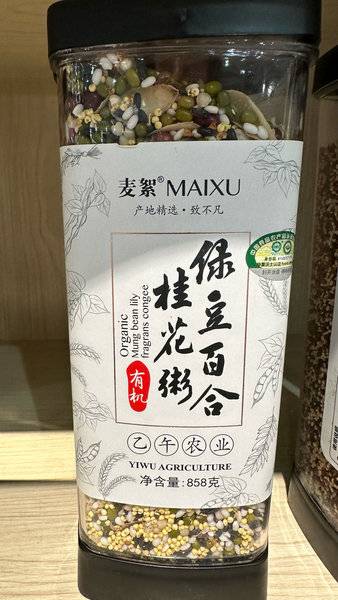 麦絮® MAIXU
产地精选·致不凡
绿豆百合
桂花粥
Organic
Mung bean lily
fragrans congee
有机
乙午农业
YIWU AGRICULTURE
净含量:858克